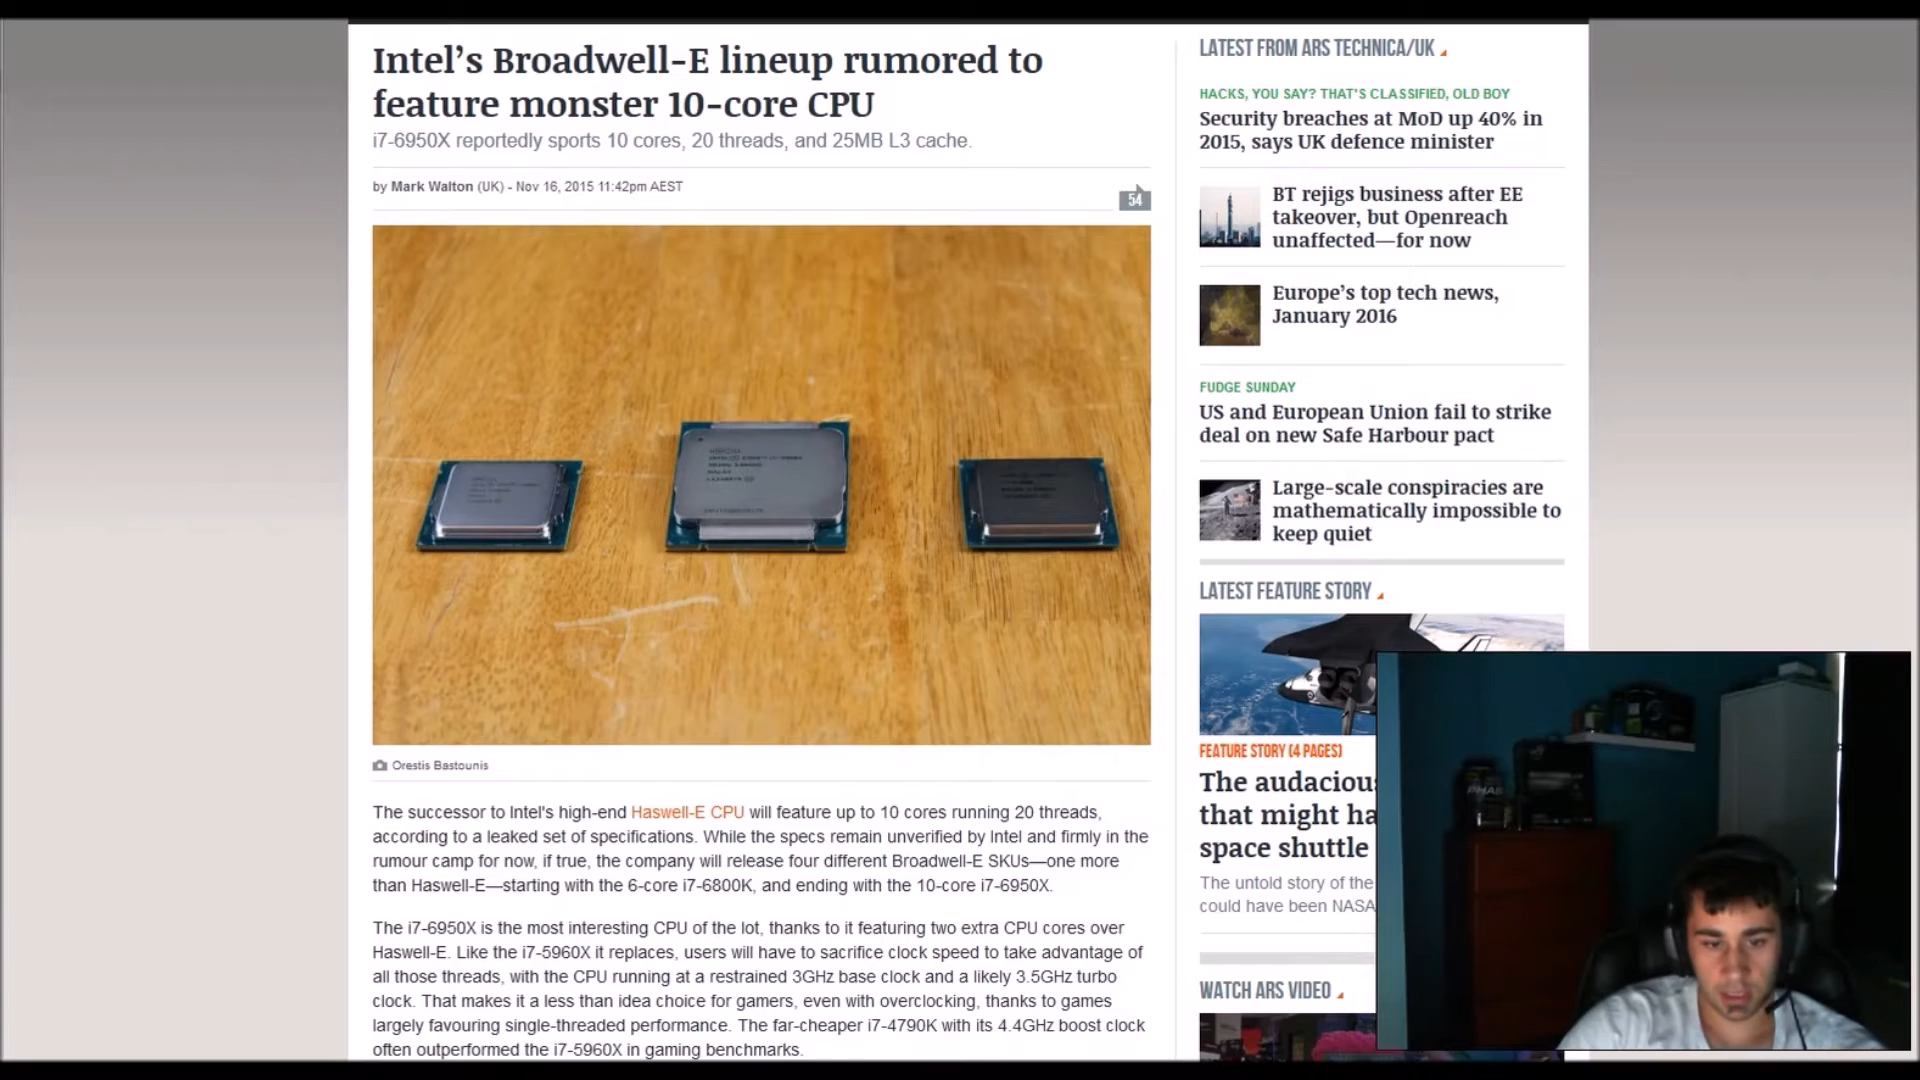 Intel's Broadwell-E lineup rumored to
feature monster 10-core CPU
i7-6950X reportedly sports 10 cores, 20 threads, and 25MB L3 cache.
by Mark Walton (UK) - Nov 16, 2015 11:42pm AEST
54
Orestis Bastounis
The successor to Intel's high-end Haswell-E CPU will feature up to 10 cores running 20 threads,
according to a leaked set of specifications. While the specs remain unverified by Intel and firmly in the
rumour camp for now, if true, the company will release four different Broadwell-E SKUs—one more
than Haswell-E—starting with the 6-core i7-6800K, and ending with the 10-core i7-6950X.
The i7-6950X is the most interesting CPU of the lot, thanks to it featuring two extra CPU cores over
Haswell-E. Like the i7-5960X it replaces, users will have to sacrifice clock speed to take advantage of
all those threads, with the CPU running at a restrained 3GHz base clock and a likely 3.5GHz turbo
clock. That makes it a less than idea choice for gamers, even with overclocking, thanks to games
largely favouring single-threaded performance. The far-cheaper i7-4790K with its 4.4GHz boost clock
often outperformed the i7-5960X in gaming benchmarks.
LATEST FROM ARS TECHNICA/UK
HACKS, YOU SAY? THAT'S CLASSIFIED, OLD BOY
Security breaches at MoD up 40% in
2015, says UK defence minister
BT rejigs business after EE
takeover, but Openreach
unaffected—for now
Europe's top tech news,
January 2016
FUDGE SUNDAY
US and European Union fail to strike
deal on new Safe Harbour pact
Large-scale conspiracies are
mathematically impossible to
keep quiet
LATEST FEATURE STORY
FEATURE STORY (4 PAGES)
The audacious
that might ha
space shuttle
The untold story of the
could have been NASA
WATCH ARS VIDEO